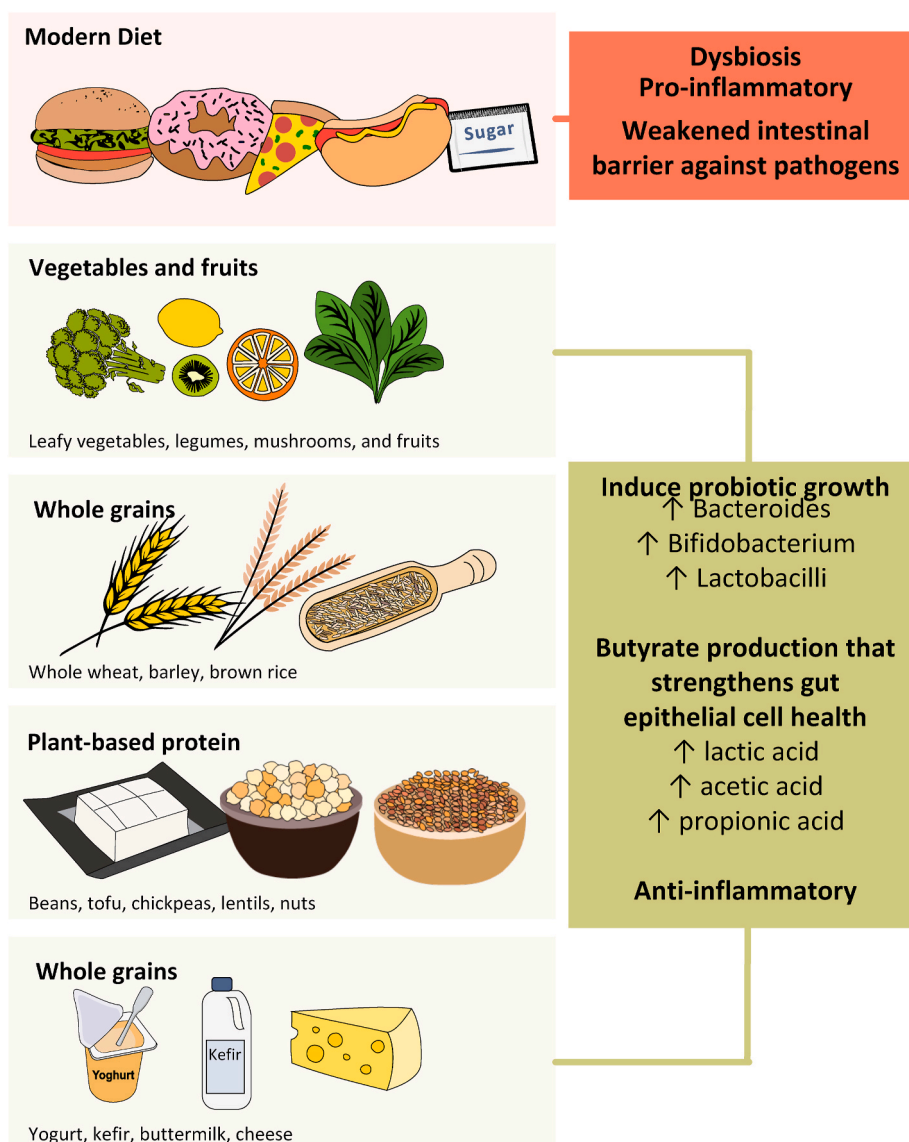 Modern Diet
Sugar
Dysbiosis
Pro-inflammatory
Weakened intestinal
barrier against pathogens
Vegetables and fruits
Leafy vegetables, legumes, mushrooms, and fruits
Whole grains
Whole wheat, barley, brown rice
Plant-based protein
Beans, tofu, chickpeas, lentils, nuts
Whole grains
Yoghurt
Kefir
Yogurt, kefir, buttermilk, cheese
Induce probiotic growth
↑ Bacteroides
↑ Bifidobacterium
↑ Lactobacilli
Butyrate production that
strengthens gut
epithelial cell health
↑ lactic acid
↑ acetic acid
↑ propionic acid
Anti-inflammatory